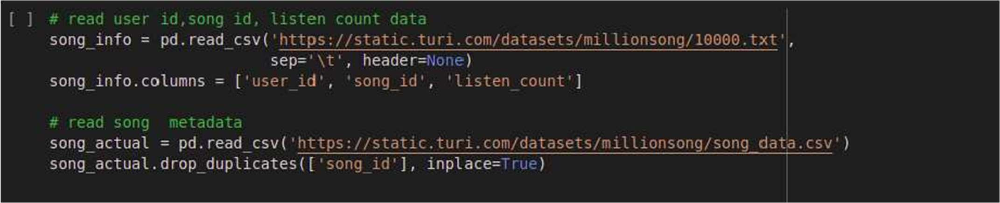 [ ] # read user id,song id, listen count data
song_info = pd.read_csv('https://static.turi.com/datasets/millionsong/10000.txt',
sep='\t', header=None)
song_info.columns = ['user_id', 'song_id', 'listen_count']
# read song  metadata
song_actual = pd.read_csv('https://static.turi.com/datasets/millionsong/song_data.csv')
song_actual.drop_duplicates(['song_id'], inplace=True)